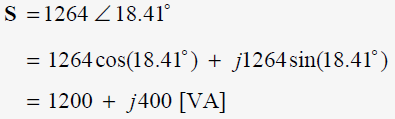 S = 1264 ∠ 18.41°
= 1264 cos(18.41°) + j1264 sin(18.41°)
= 1200 + j400 [VA]